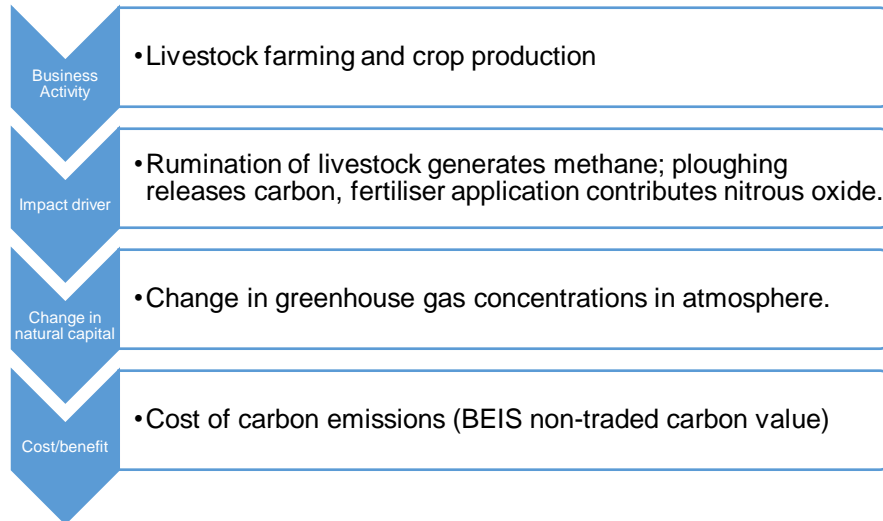 Business
Activity
•Livestock farming and crop production
Impact driver
•Rumination of livestock generates methane; ploughing
releases carbon, fertiliser application contributes nitrous oxide.
Change in
natural capital
•Change in greenhouse gas concentrations in atmosphere.
Cost/benefit
•Cost of carbon emissions (BEIS non-traded carbon value)